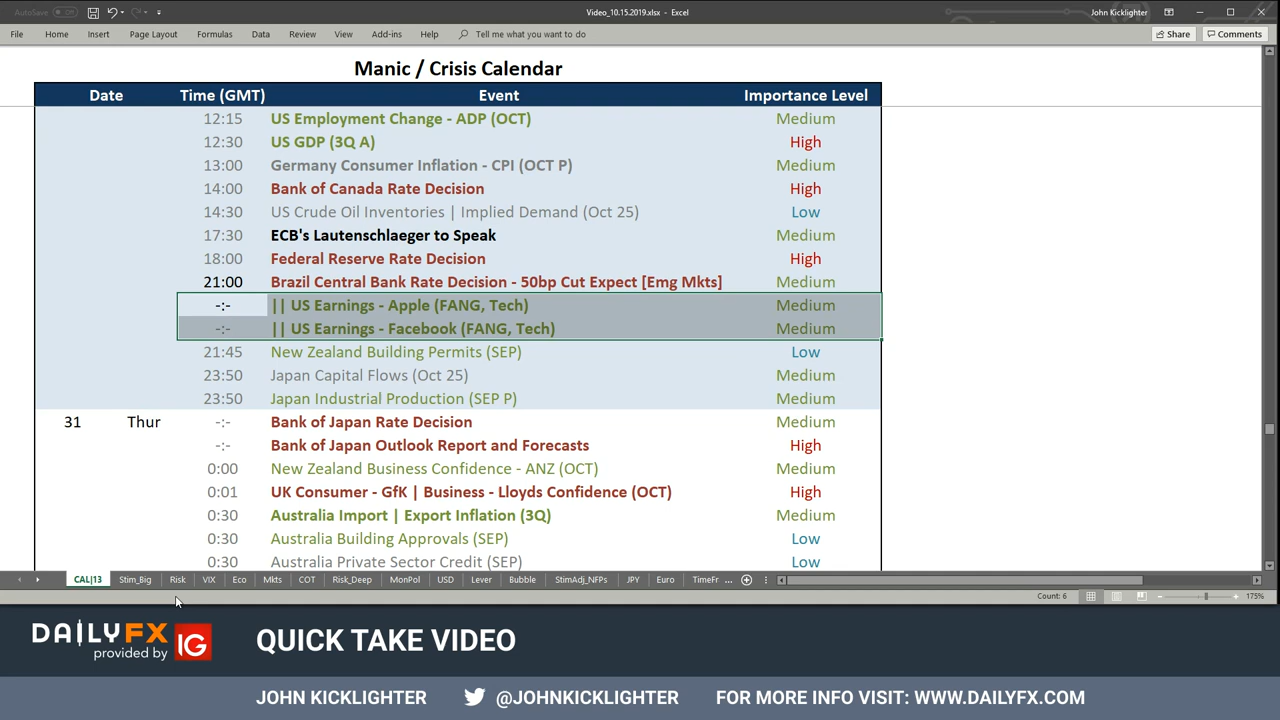 AutoSave Off
Video_10.15.2019.xlsx - Excel
John Kicklighter
File Home Insert Page Layout Formulas Data Review View Add-ins Help Tell me what you want to do Share Comments
Manic / Crisis Calendar
Date Time (GMT) Event Importance Level
12:15 US Employment Change - ADP (OCT) Medium
12:30 US GDP (3Q A) High
13:00 Germany Consumer Inflation - CPI (OCT P) Medium
14:00 Bank of Canada Rate Decision High
14:30 US Crude Oil Inventories | Implied Demand (Oct 25) Low
17:30 ECB's Lautenschlaeger to Speak Medium
18:00 Federal Reserve Rate Decision High
21:00 Brazil Central Bank Rate Decision - 50bp Cut Expect [Emg Mkts] Medium
-:- || US Earnings - Apple (FANG, Tech) Medium
-:- || US Earnings - Facebook (FANG, Tech) Medium
21:45 New Zealand Building Permits (SEP) Low
23:50 Japan Capital Flows (Oct 25) Medium
23:50 Japan Industrial Production (SEP P) Medium
31 Thur -:- Bank of Japan Rate Decision Medium
-:- Bank of Japan Outlook Report and Forecasts High
0:00 New Zealand Business Confidence - ANZ (OCT) Medium
0:01 UK Consumer - GfK | Business - Lloyds Confidence (OCT) High
0:30 Australia Import | Export Inflation (3Q) Medium
0:30 Australia Building Approvals (SEP) Low
0:30 Australia Private Sector Credit (SEP) Low
CAL|13 Stim_Big Risk VIX Eco Mkts COT Risk_Deep MonPol USD Lever Bubble StimAdj_NFPs JPY Euro TimeFr ...
Count: 6 175%
DAILYFX
provided by IG
QUICK TAKE VIDEO
JOHN KICKLIGHTER @JOHNKICKLIGHTER FOR MORE INFO VISIT: WWW.DAILYFX.COM